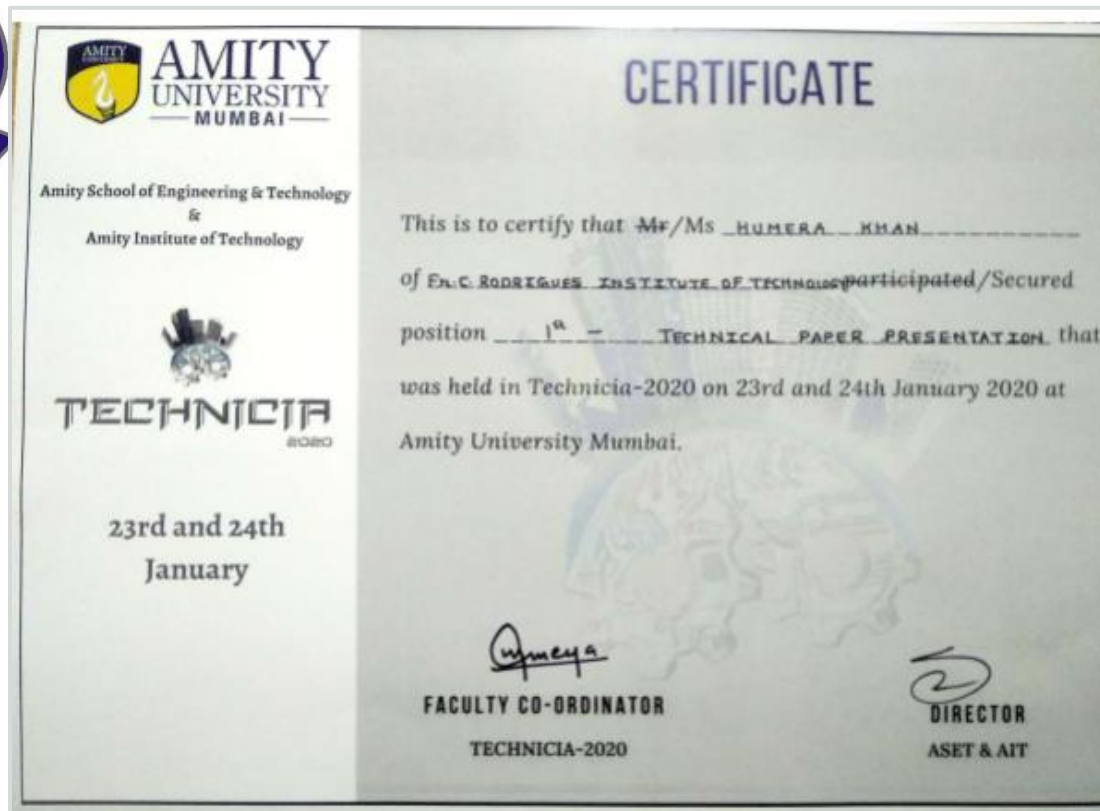 AMITY
UNIVERSITY
AMITY
UNIVERSITY
MUMBAI
Amity School of Engineering & Technology
&
Amity Institute of Technology
TECHNICIA
2020
23rd and 24th
January
CERTIFICATE
This is to certify that Mr/Ms HUMERA KHAN
of Fr. C. RODRIGUES INSTITUTE OF TECHNOLOGY participated/Secured
position 1st - TECHNICAL PAPER PRESENTATION that
was held in Technicia-2020 on 23rd and 24th January 2020 at
Amity University Mumbai.
FACULTY CO-ORDINATOR
TECHNICIA-2020
DIRECTOR
ASET & AIT